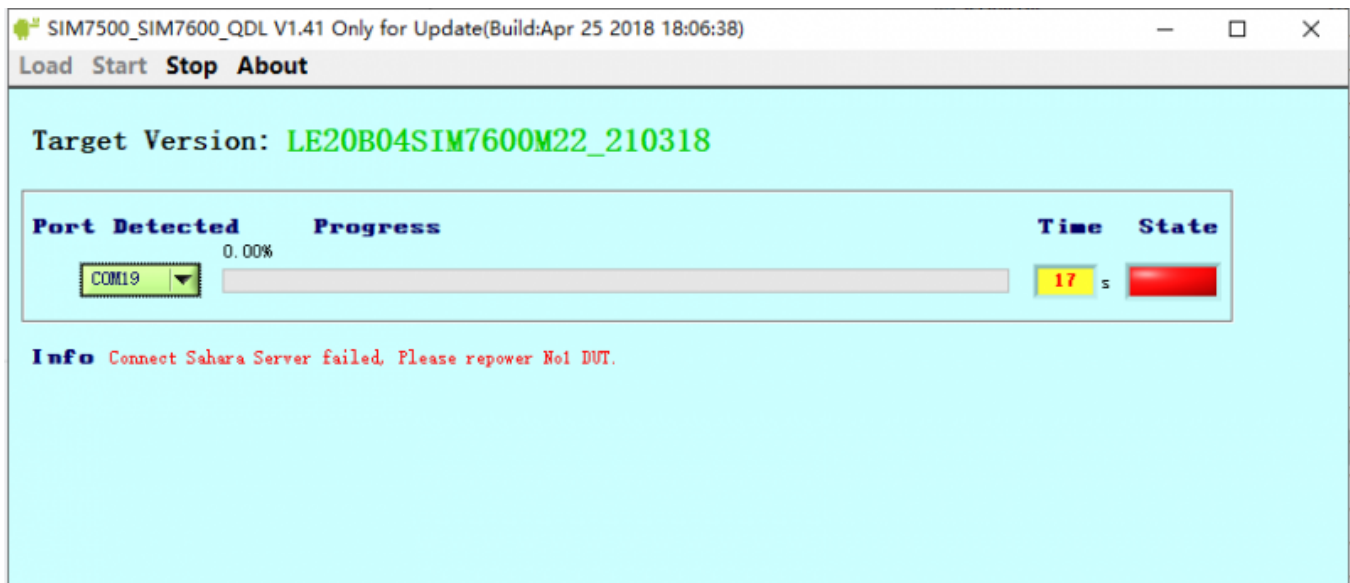 SIM7500_SIM7600_QDL V1.41 Only for Update(Build:Apr 25 2018 18:06:38)
Load Start Stop About
Target Version: LE20B04SIM7600M22_210318
Port Detected Progress Time State
0.00%
COM19 17 s
Info Connect Sahara Server failed, Please repower No1 DUT.